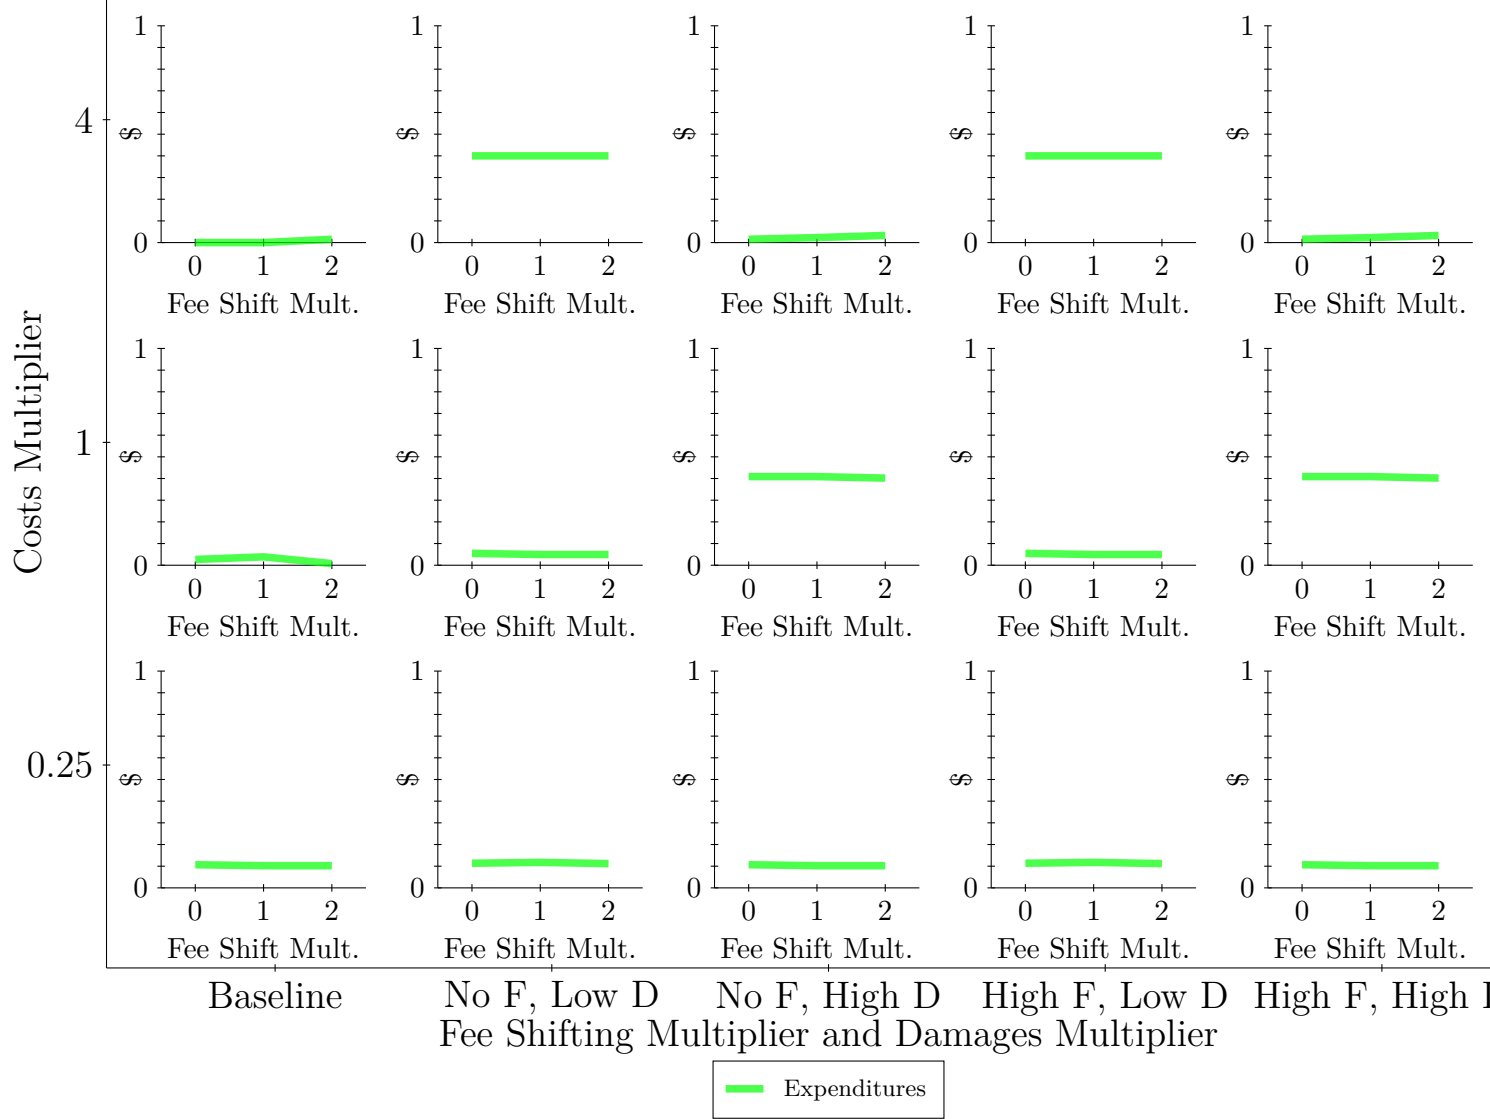 1 1 1 1 1
4 $ $ $ $ $
0 0 0 0 0
0 1 2 0 1 2 0 1 2 0 1 2 0 1 2
Fee Shift Mult. Fee Shift Mult. Fee Shift Mult. Fee Shift Mult. Fee Shift Mult.
Costs Multiplier
1 1 1 1 1
1 $ $ $ $ $
0 0 0 0 0
0 1 2 0 1 2 0 1 2 0 1 2 0 1 2
Fee Shift Mult. Fee Shift Mult. Fee Shift Mult. Fee Shift Mult. Fee Shift Mult.
1 1 1 1 1
0.25 $ $ $ $ $
0 0 0 0 0
0 1 2 0 1 2 0 1 2 0 1 2 0 1 2
Fee Shift Mult. Fee Shift Mult. Fee Shift Mult. Fee Shift Mult. Fee Shift Mult.
Baseline No F, Low D No F, High D High F, Low D High F, High
Fee Shifting Multiplier and Damages Multiplier
Expenditures